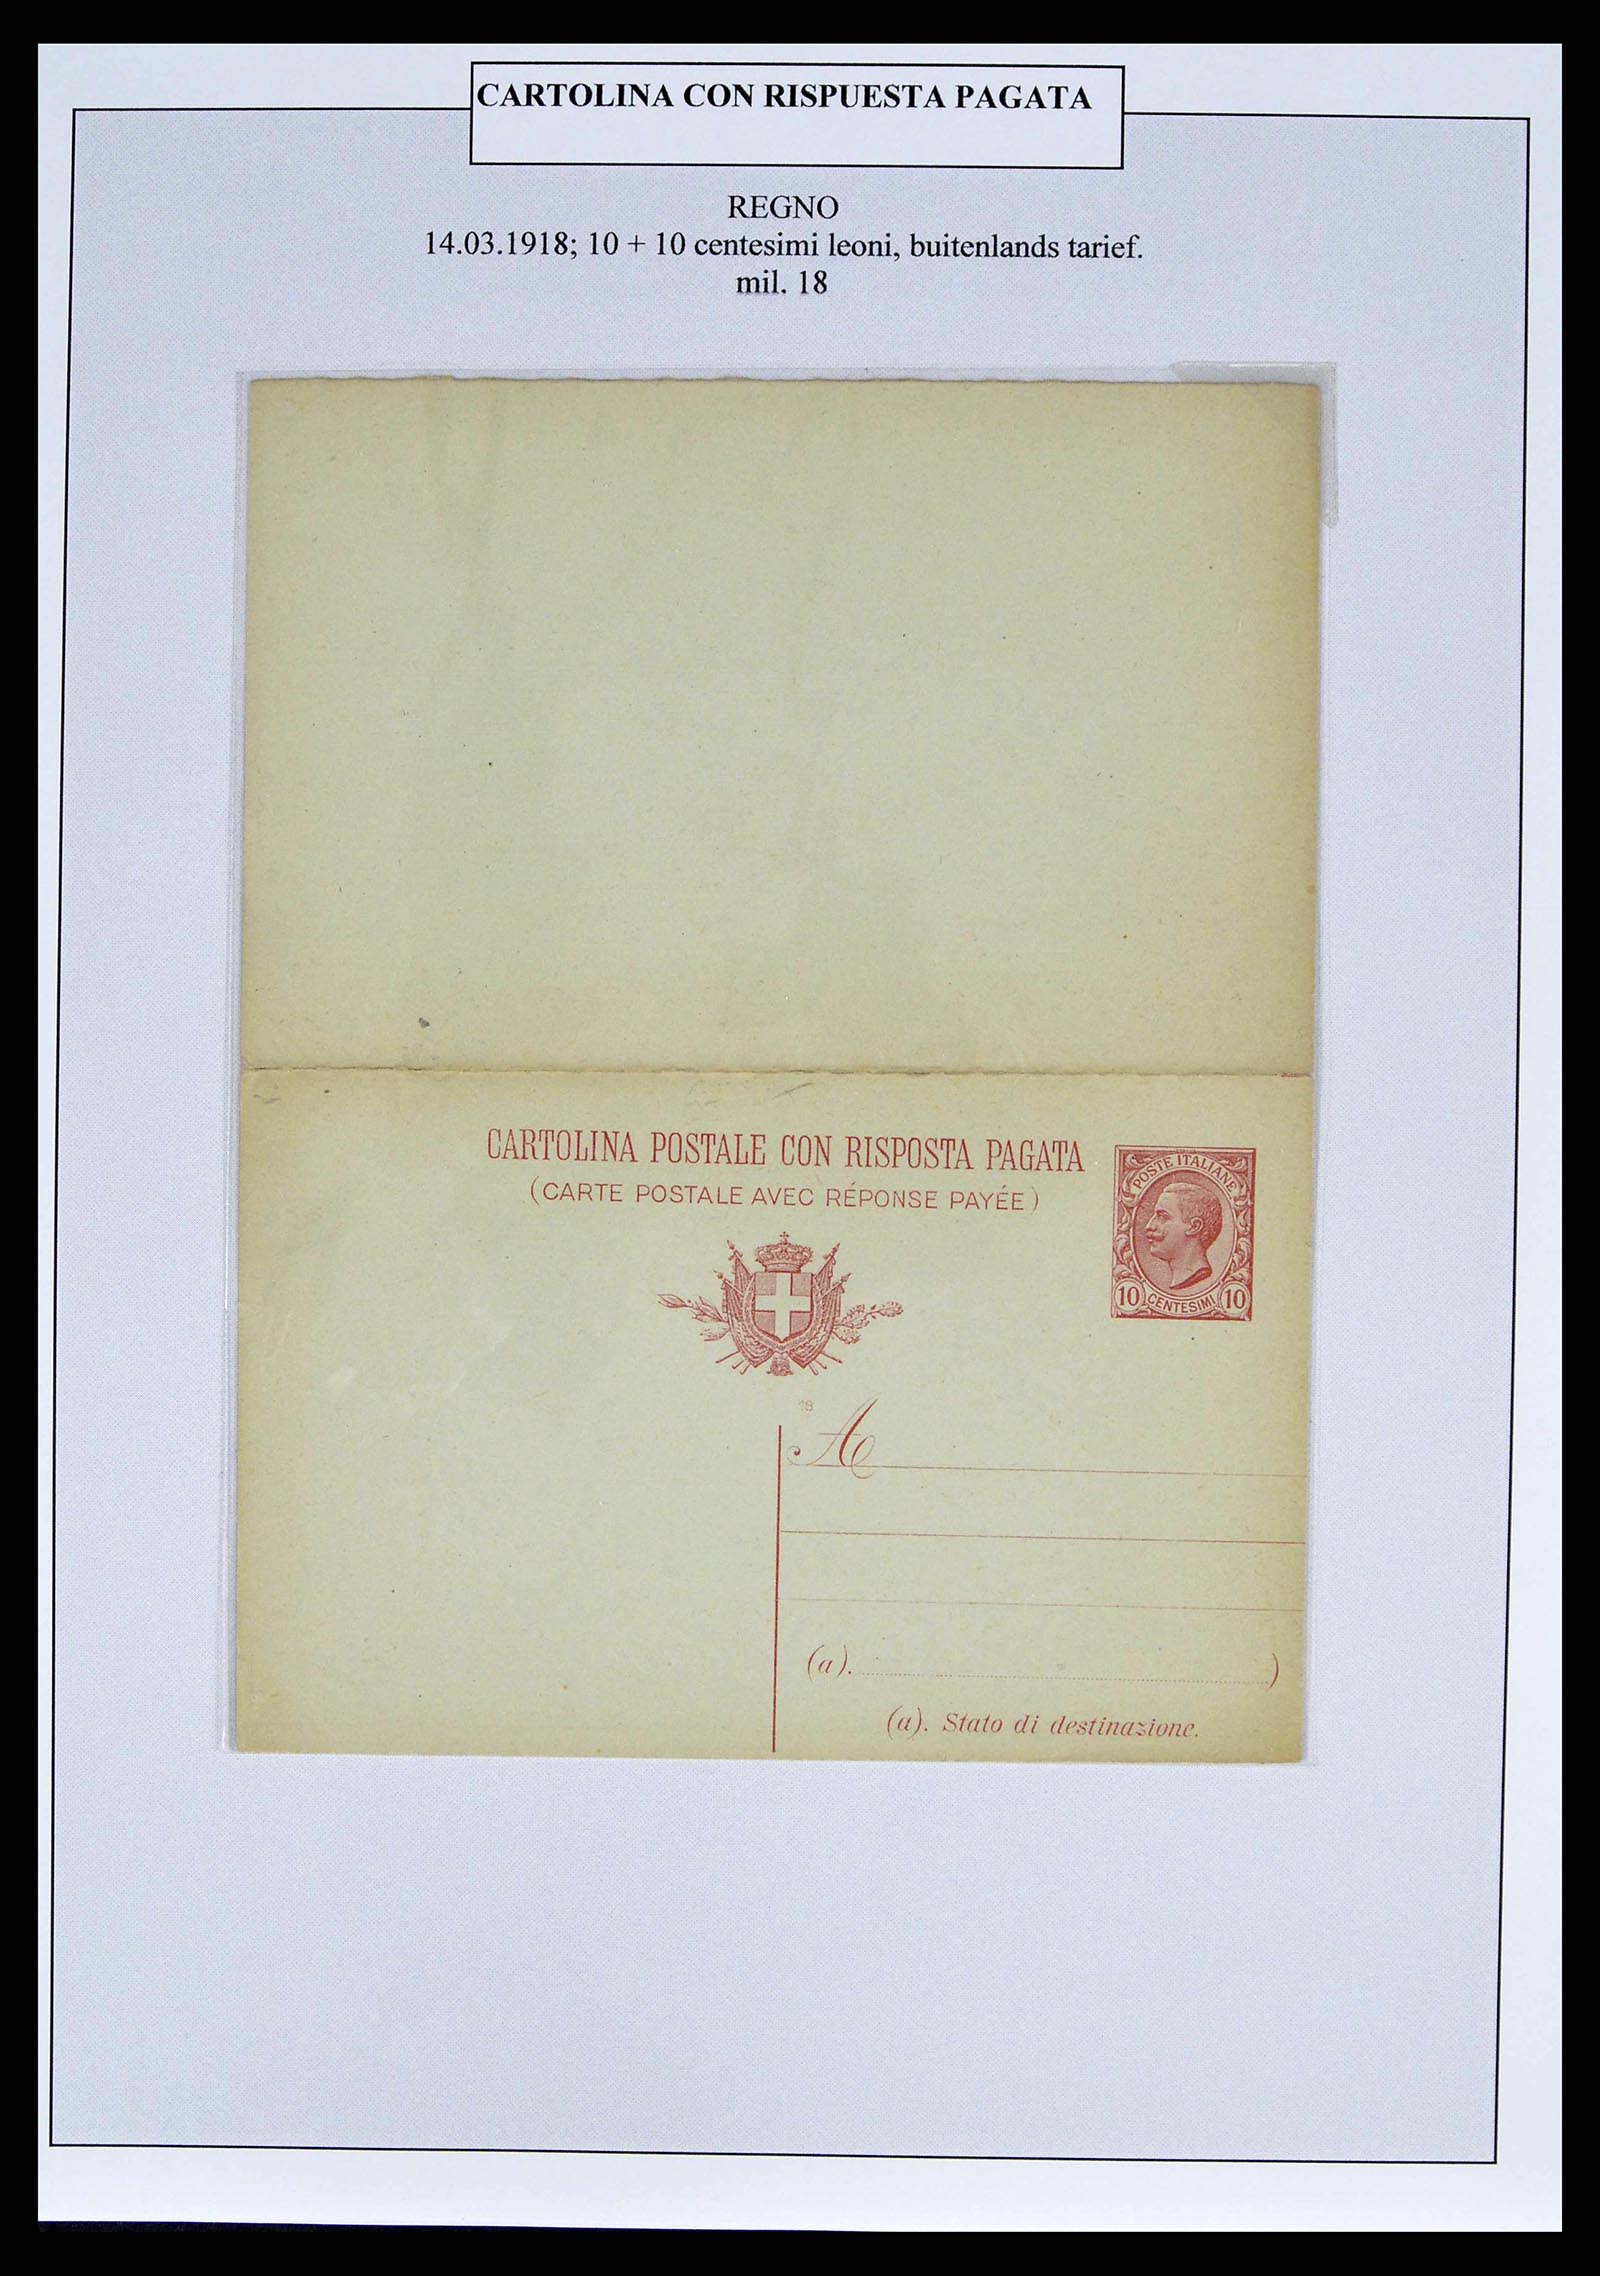 CARTOLINA CON RISPUESTA PAGATA
REGNO
14.03.1918; 10 + 10 centesimi leoni, buitenlands tarief.
mil. 18
CARTOLINA POSTALE CON RISPOSTA PAGATA
(CARTE POSTALE AVEC RÉPONSE PAYÉE)
POSTE ITALIANE
10 CENTESIMI 10
18
A
(a). )
(a). Stato di destinazione.